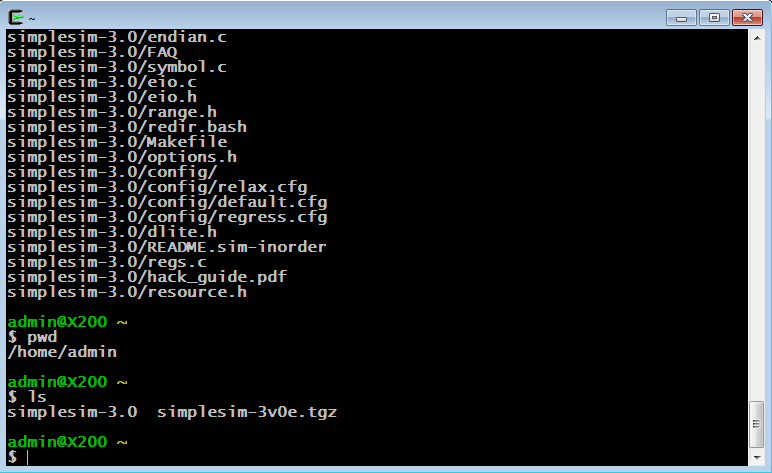 ~
simplesim-3.0/endian.c
simplesim-3.0/FAQ
simplesim-3.0/symbol.c
simplesim-3.0/eio.c
simplesim-3.0/eio.h
simplesim-3.0/range.h
simplesim-3.0/redir.bash
simplesim-3.0/Makefile
simplesim-3.0/options.h
simplesim-3.0/config/
simplesim-3.0/config/relax.cfg
simplesim-3.0/config/default.cfg
simplesim-3.0/config/regress.cfg
simplesim-3.0/dlite.h
simplesim-3.0/README.sim-inorder
simplesim-3.0/regs.c
simplesim-3.0/hack_guide.pdf
simplesim-3.0/resource.h
admin@X200 ~
$ pwd
/home/admin
admin@X200 ~
$ ls
simplesim-3.0  simplesim-3v0e.tgz
admin@X200 ~
$